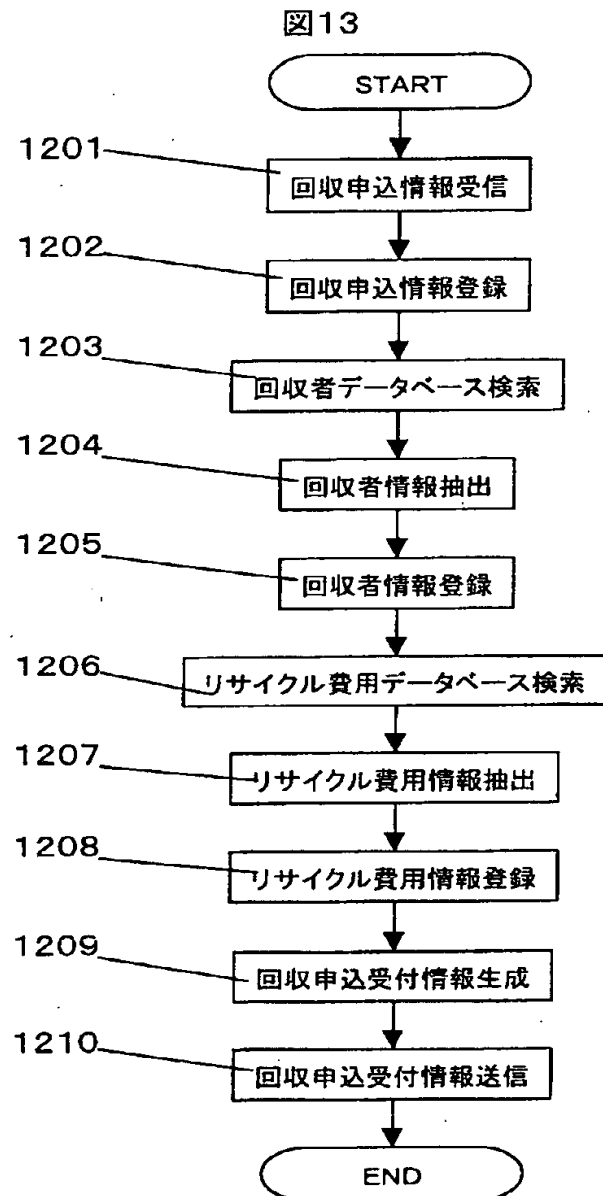 図13
START
1201
回収申込情報受信
1202
回収申込情報登録
1203
回収者データベース検索
1204
回収者情報抽出
1205
回収者情報登録
1206
リサイクル費用データベース検索
1207
リサイクル費用情報抽出
1208
リサイクル費用情報登録
1209
回収申込受付情報生成
1210
回収申込受付情報送信
END